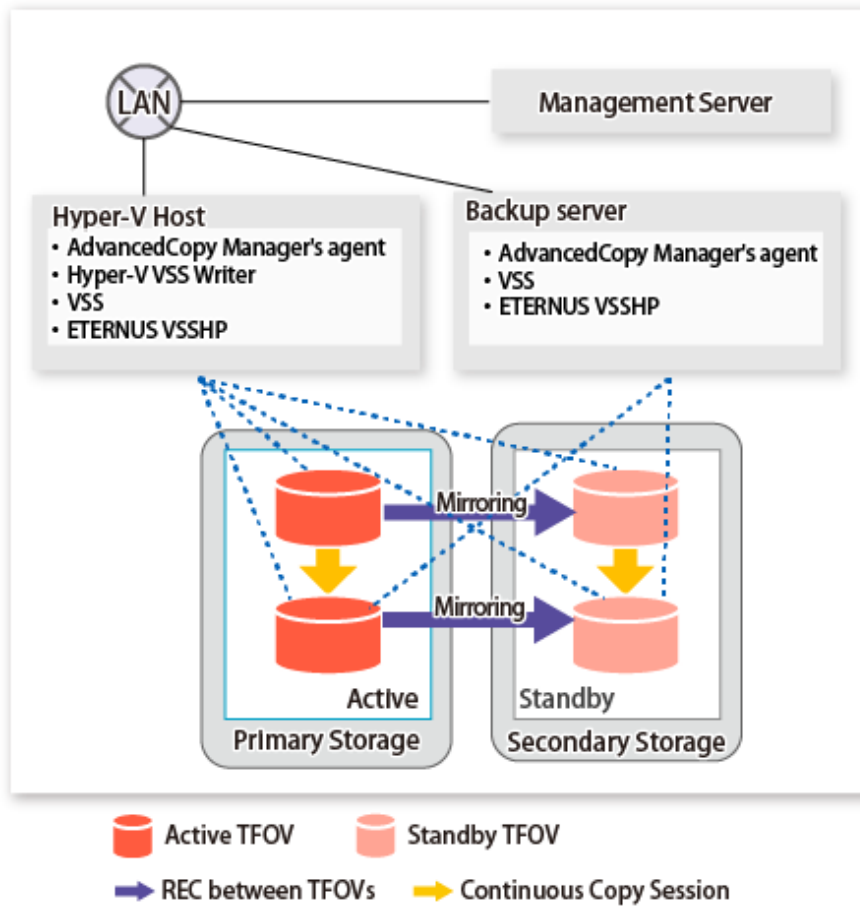 LAN
Management Server
Hyper-V Host
• AdvancedCopy Manager's agent
• Hyper-V VSS Writer
• VSS
• ETERNUS VSSHP
Backup server
• AdvancedCopy Manager's agent
• VSS
• ETERNUS VSSHP
Mirroring
Mirroring
Active
Standby
Primary Storage
Secondary Storage
Active TFOV
Standby TFOV
REC between TFOVs
Continuous Copy Session